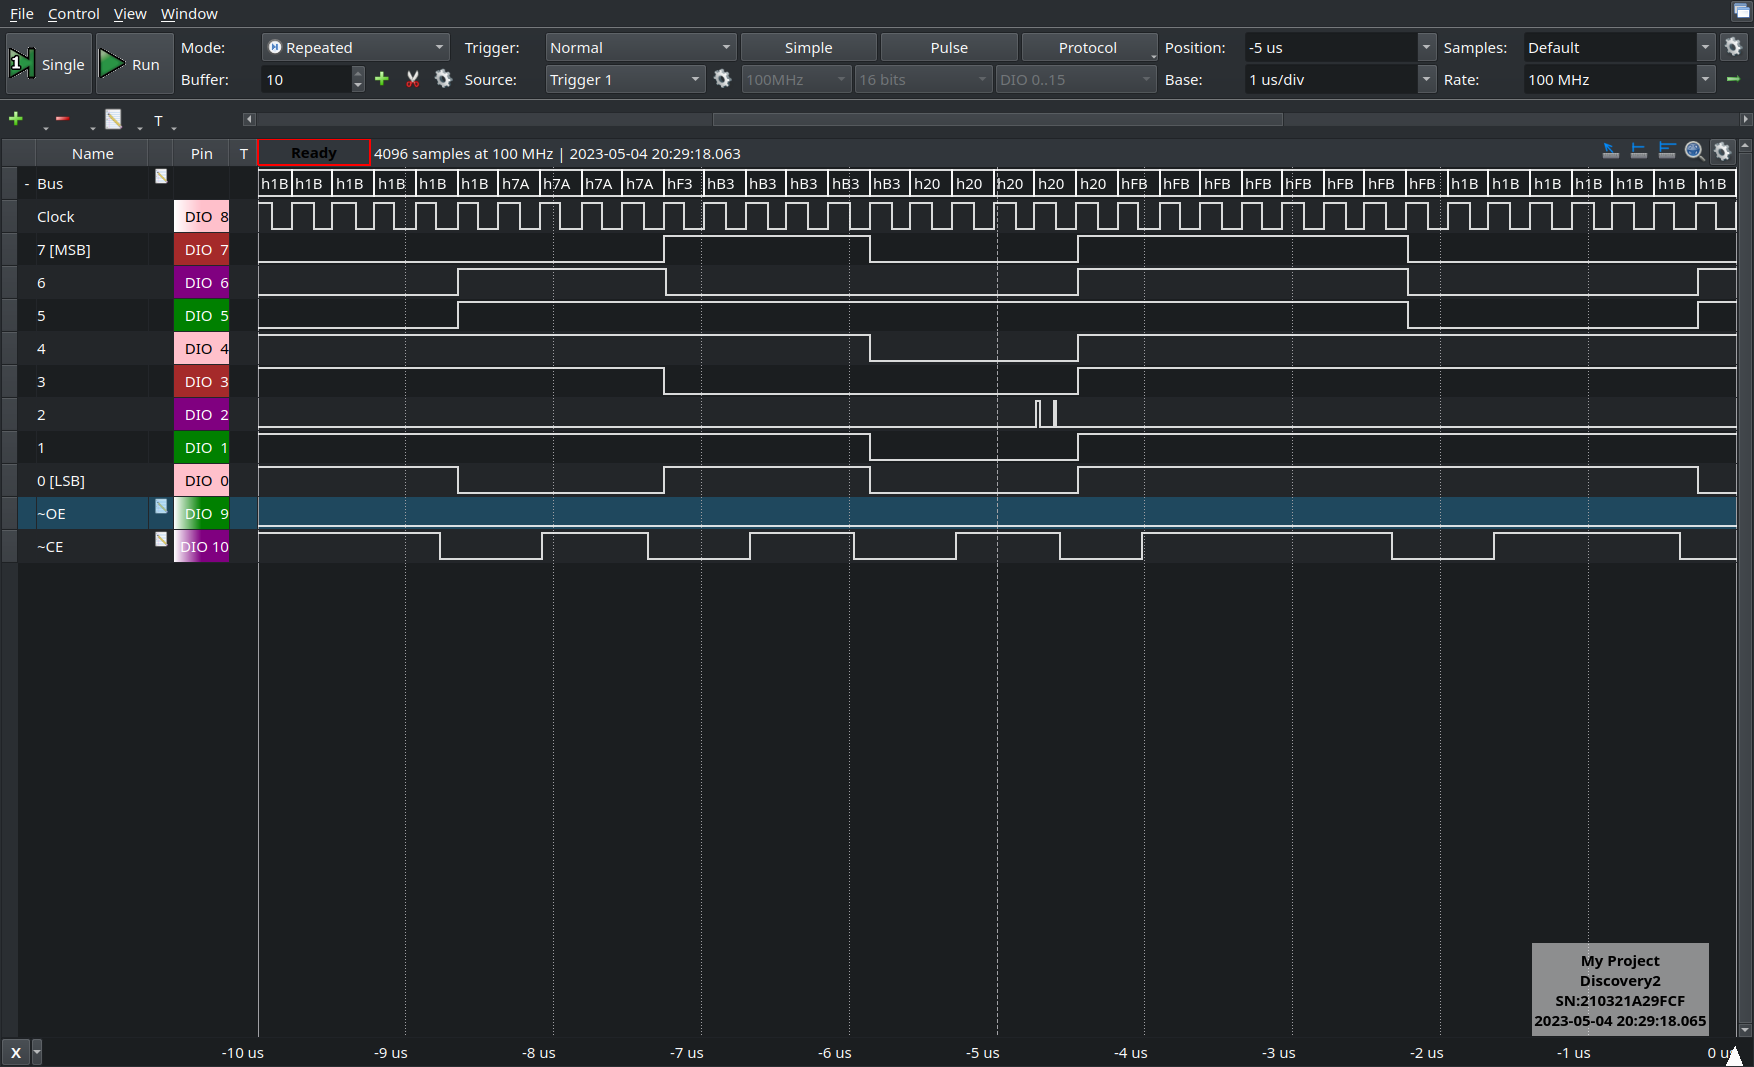 File Control View Window
Single Run Mode: Repeated Trigger: Normal Simple Pulse Protocol Position: -5 us Samples: Default
Buffer: 10 Source: Trigger 1 100MHz 16 bits DIO 0..15 Base: 1 us/div Rate: 100 MHz
T
Name Pin T Ready 4096 samples at 100 MHz | 2023-05-04 20:29:18.063
- Bus h1B h1B h1B h1B h1B h1B h7A h7A h7A h7A hF3 hB3 hB3 hB3 hB3 hB3 h20 h20 h20 h20 h20 hFB hFB hFB hFB hFB hFB hFB hFB h1B h1B h1B h1B h1B h1B h1B
Clock DIO 8
7 [MSB] DIO 7
6 DIO 6
5 DIO 5
4 DIO 4
3 DIO 3
2 DIO 2
1 DIO 1
0 [LSB] DIO 0
~OE DIO 9
~CE DIO 10
My Project
Discovery2
SN:210321A29FCF
2023-05-04 20:29:18.065
X -10 us -9 us -8 us -7 us -6 us -5 us -4 us -3 us -2 us -1 us 0 us